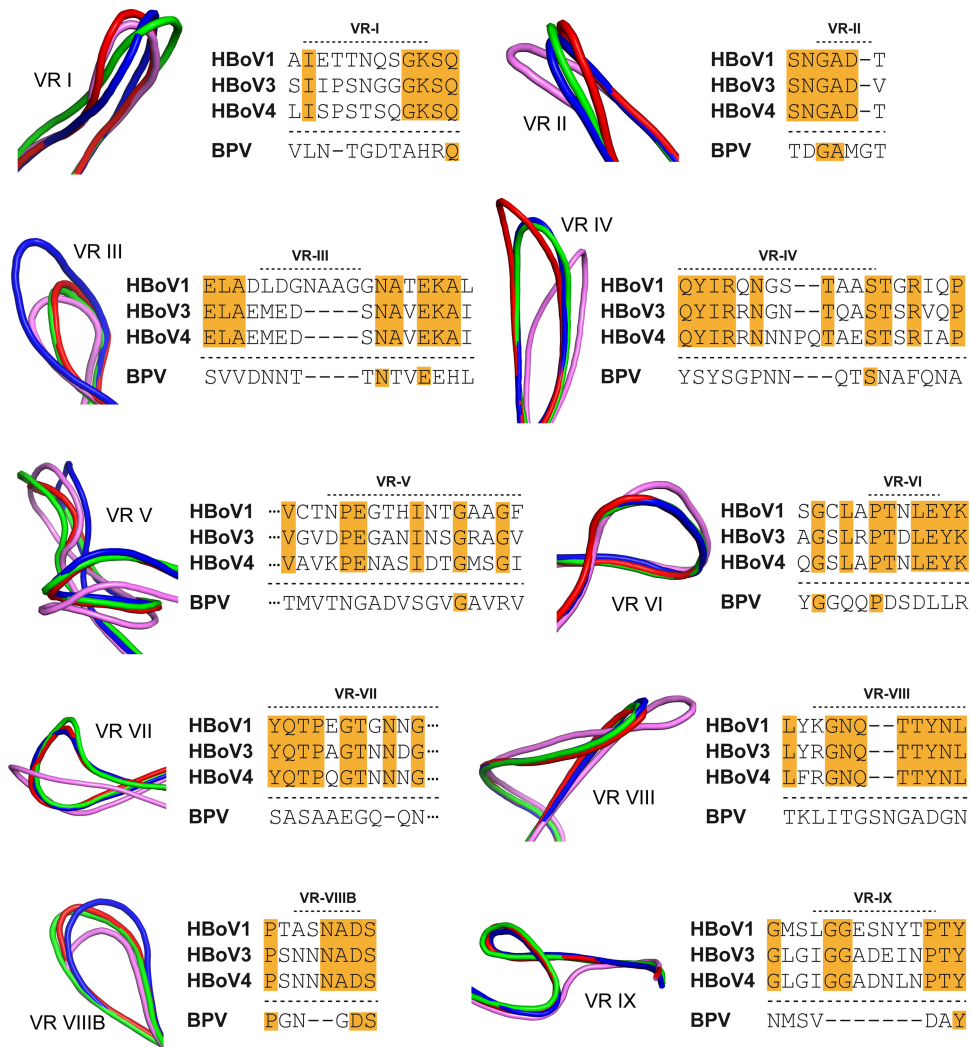 VR I
VR-I
HBoV1 AIETTNQSGKSQ
HBoV3 SIIPSNGGGKSQ
HBoV4 LISPSTSQGKSQ
BPV VLN-TGDTAHRQ
VR II
VR-II
HBoV1 SNGAD-T
HBoV3 SNGAD-V
HBoV4 SNGAD-T
BPV TDGAMGT
VR III
VR-III
HBoV1 ELADLDGNAAGGNATEKAL
HBoV3 ELAEMED----SNAVEKAI
HBoV4 ELAEMED----SNAVEKAI
BPV SVVDNNT----TNTVEEHL
VR IV
VR-IV
HBoV1 QYIRQNGS--TAASTGRIQP
HBoV3 QYIRRNGN--TQASTSRVQP
HBoV4 QYIRRNNNPQTAESTSRIAP
BPV YSYSGPNN---QTSNAFQNA
VR V
VR-V
HBoV1 ···VCTNPEGTHINTGAAGF
HBoV3 ···VGVDPEGANINSGRAGV
HBoV4 ···VAVKPENASIDTGMSGI
BPV ···TMVTNGADVSGVGAVRV
VR VI
VR-VI
HBoV1 SGCLAPTNLEYK
HBoV3 AGSLRPTDLEYK
HBoV4 QGSLAPTNLEYK
BPV YGGQQPDSDLLR
VR VII
VR-VII
HBoV1 YQTPEGTGNNG···
HBoV3 YQTPAGTNNDG···
HBoV4 YQTPQGTNNNG···
BPV SASAAEGQ-QN···
VR VIII
VR-VIII
HBoV1 LYKGNQ--TTYNL
HBoV3 LYRGNQ--TTYNL
HBoV4 LFRGNQ--TTYNL
BPV TKLITGSNGADGN
VR VIIIB
VR-VIIIB
HBoV1 PTASNADS
HBoV3 PSNNNADS
HBoV4 PSNNNADS
BPV PGN--GDS
VR IX
VR-IX
HBoV1 GMSLGGESNYTPTY
HBoV3 GLGIGGADEINPTY
HBoV4 GLGIGGADNLNPTY
BPV NMSV-------DAY